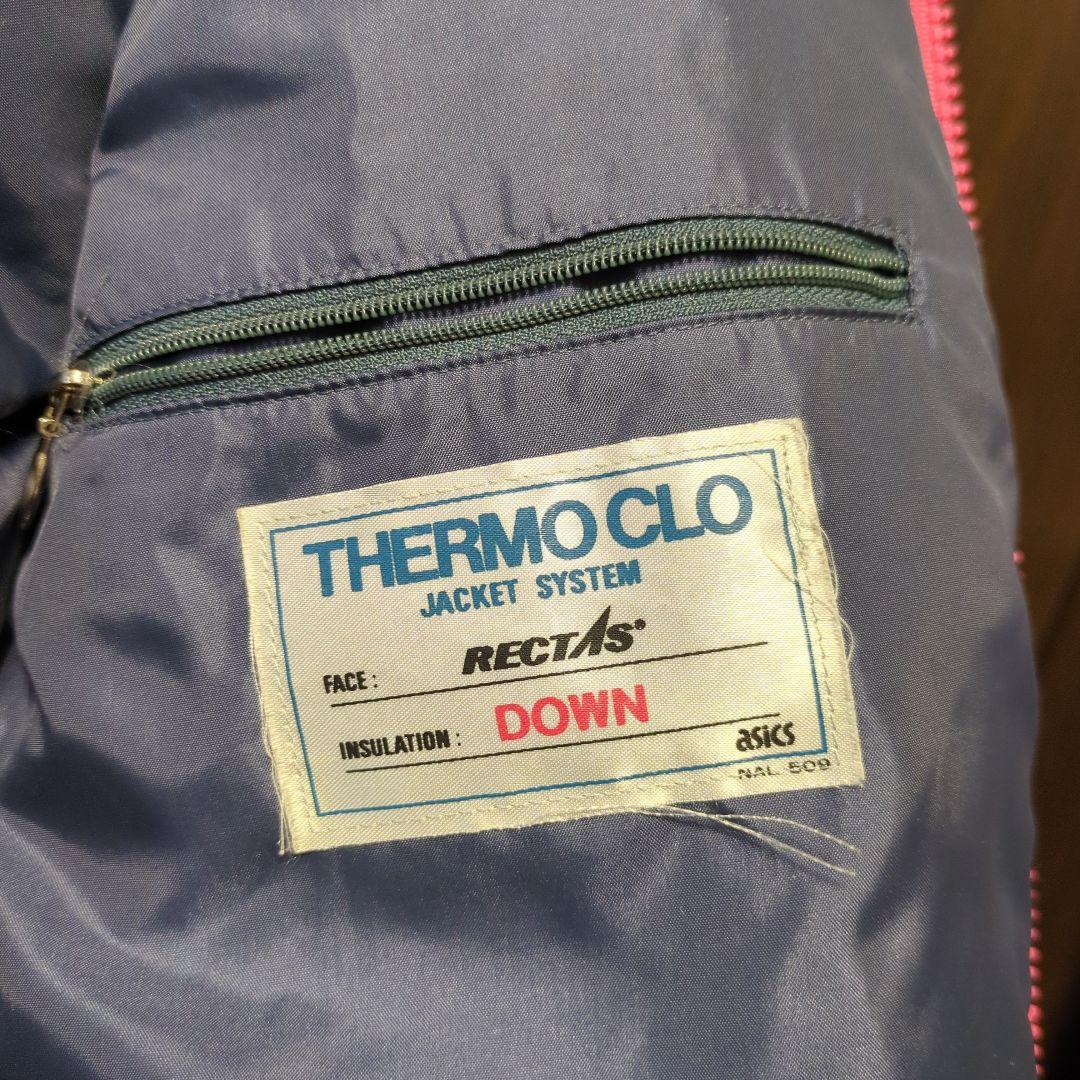 THERMO CLO
JACKET SYSTEM
FACE : RECTAS®
INSULATION : DOWN
asics
NAL 509